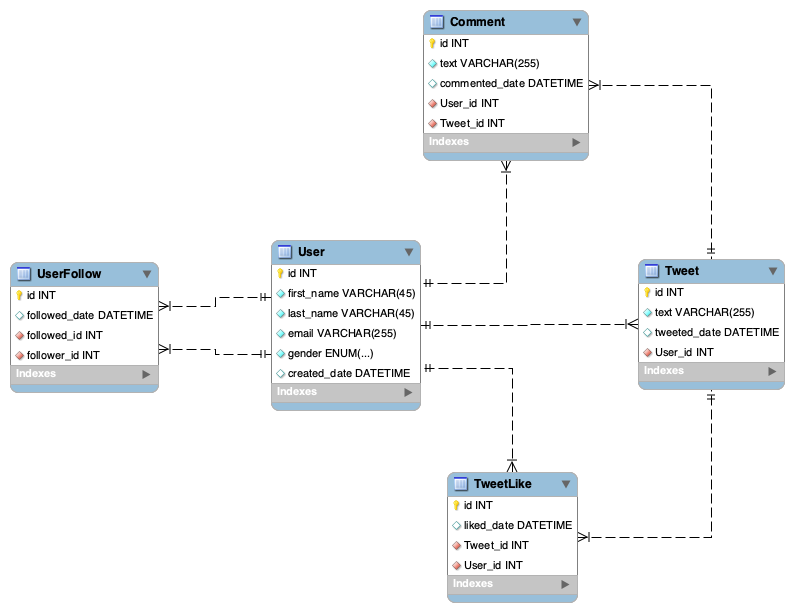 Comment
id INT
text VARCHAR(255)
commented_date DATETIME
User_id INT
Tweet_id INT
Indexes
User
id INT
first_name VARCHAR(45)
last_name VARCHAR(45)
email VARCHAR(255)
gender ENUM(...)
created_date DATETIME
Indexes
UserFollow
id INT
followed_date DATETIME
followed_id INT
follower_id INT
Indexes
Tweet
id INT
text VARCHAR(255)
tweeted_date DATETIME
User_id INT
Indexes
TweetLike
id INT
liked_date DATETIME
Tweet_id INT
User_id INT
Indexes